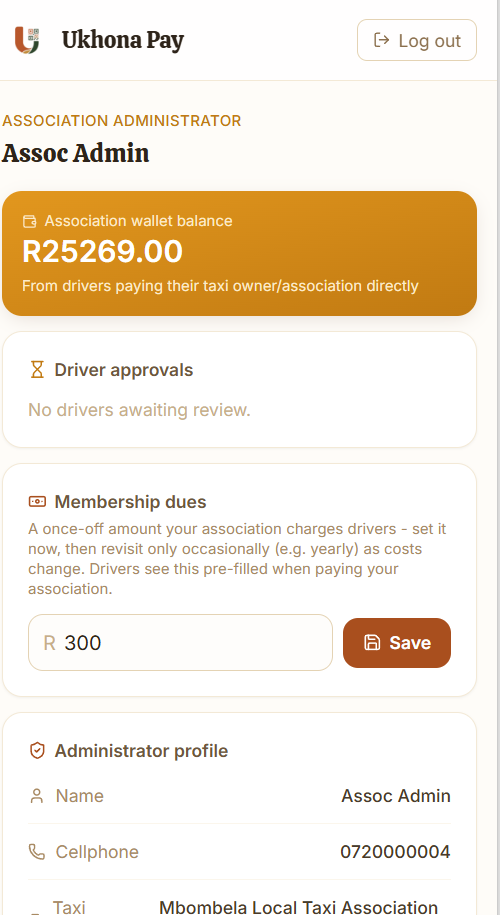 Ukhona Pay
Log out
ASSOCIATION ADMINISTRATOR
Assoc Admin
Association wallet balance
R25269.00
From drivers paying their taxi owner/association directly
Driver approvals
No drivers awaiting review.
Membership dues
A once-off amount your association charges drivers - set it
now, then revisit only occasionally (e.g. yearly) as costs
change. Drivers see this pre-filled when paying your
association.
R 300
Save
Administrator profile
Name Assoc Admin
Cellphone 0720000004
Taxi Mbombela Local Taxi Association